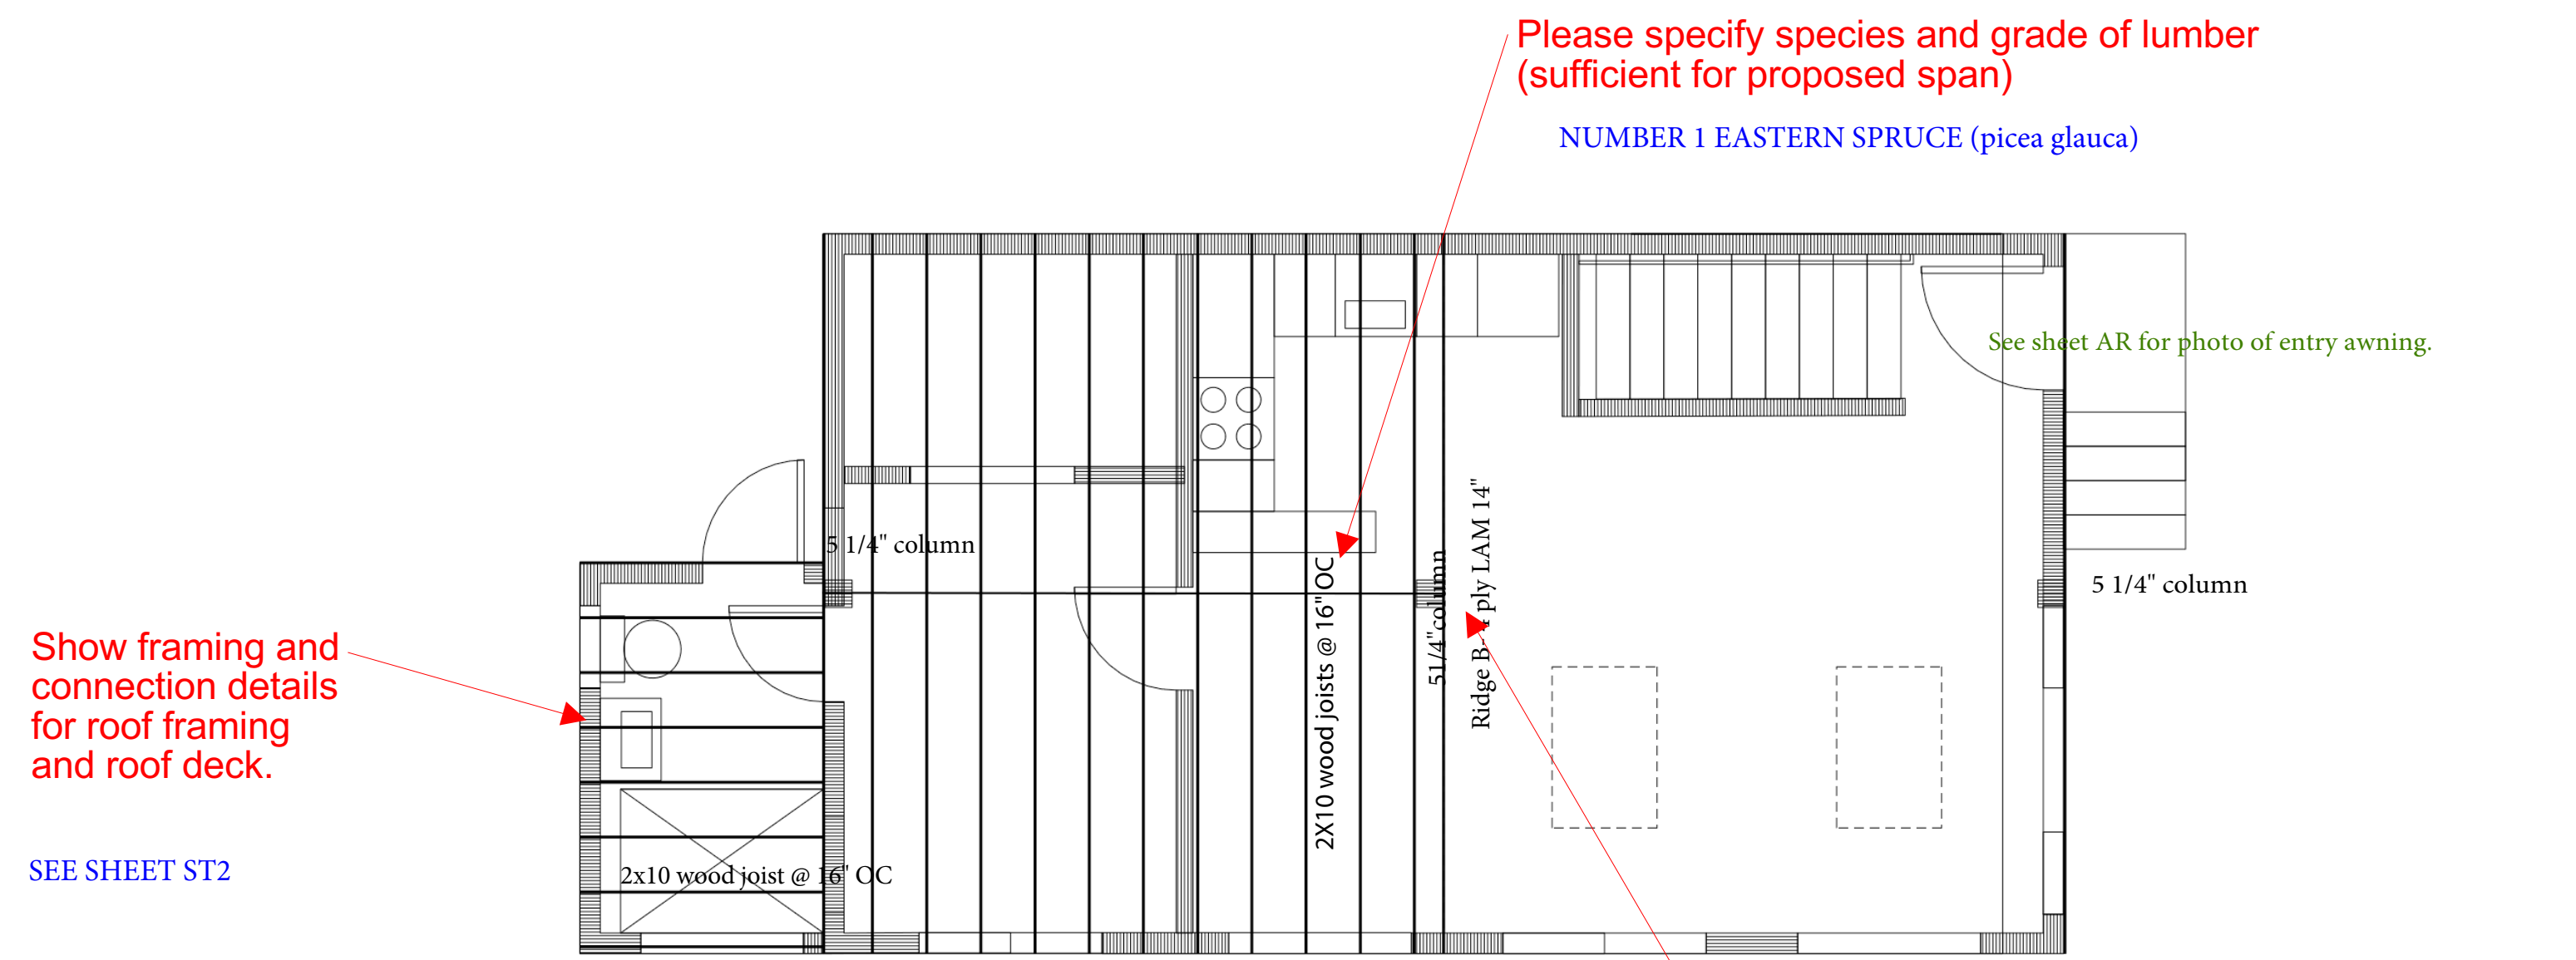 Please specify species and grade of lumber
(sufficient for proposed span)
NUMBER 1 EASTERN SPRUCE (picea glauca)
See sheet AR for photo of entry awning.
5 1/4" column
5 1/4" column
51/4"column
Ridge B- 4 ply LAM 14"
2X10 wood joists @ 16" OC
Show framing and
connection details
for roof framing
and roof deck.
SEE SHEET ST2
2x10 wood joist @ 16" OC